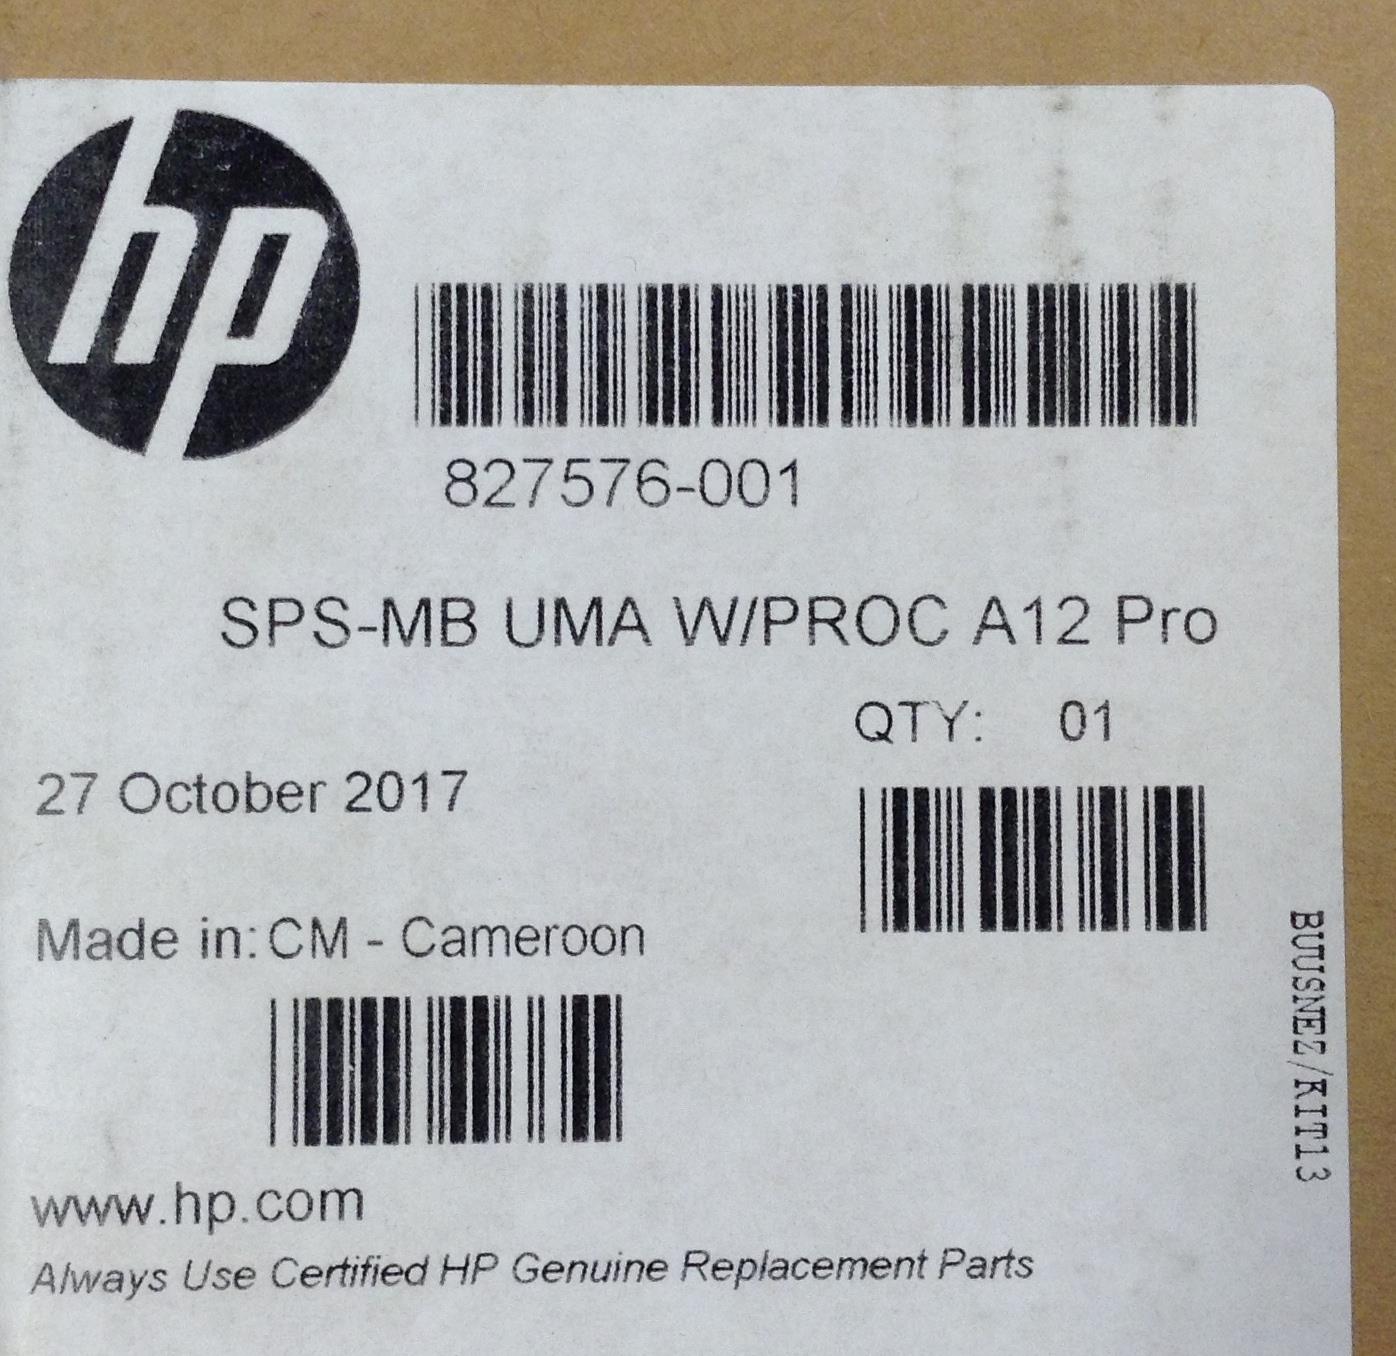 hp
827576-001
SPS-MB UMA W/PROC A12 Pro
QTY: 01
27 October 2017
Made in: CM - Cameroon
www.hp.com
Always Use Certified HP Genuine Replacement Parts
BUUSNEZ/KIT13